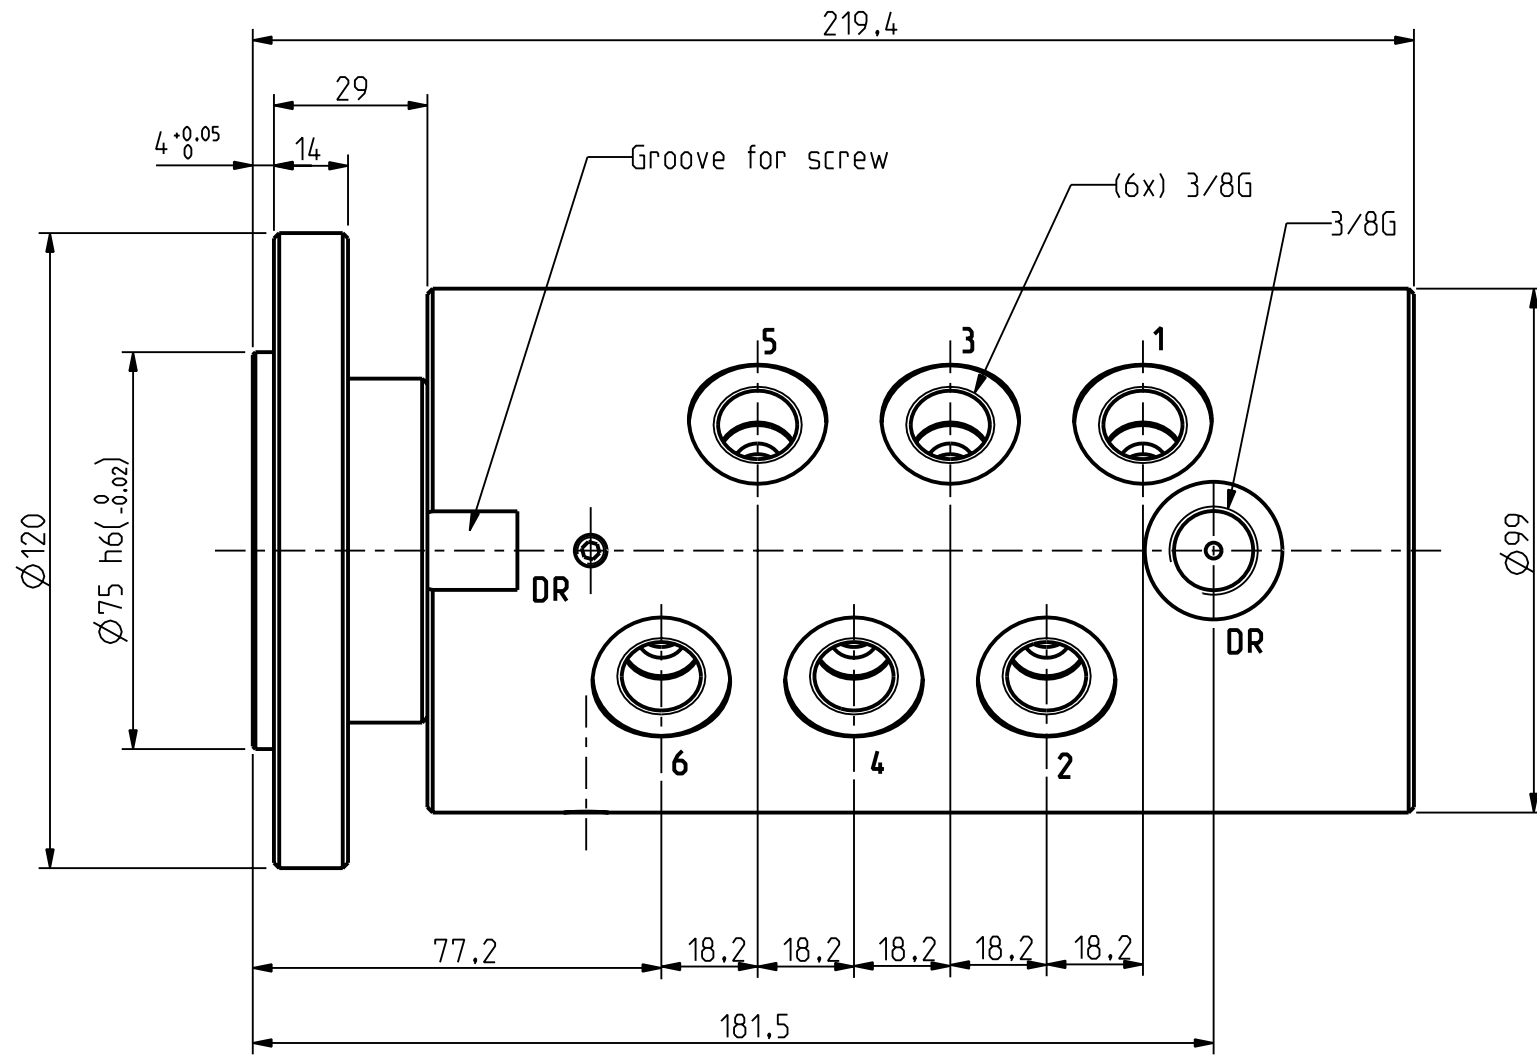 219,4
29
4 +0.05 0
14
Groove for screw
(6x) 3/8G
3/8G
5
3
1
Ø120
Ø75 h6( 0 -0.02)
Ø99
DR
DR
6
4
2
77,2
18,2
18,2
18,2
18,2
18,2
181,5